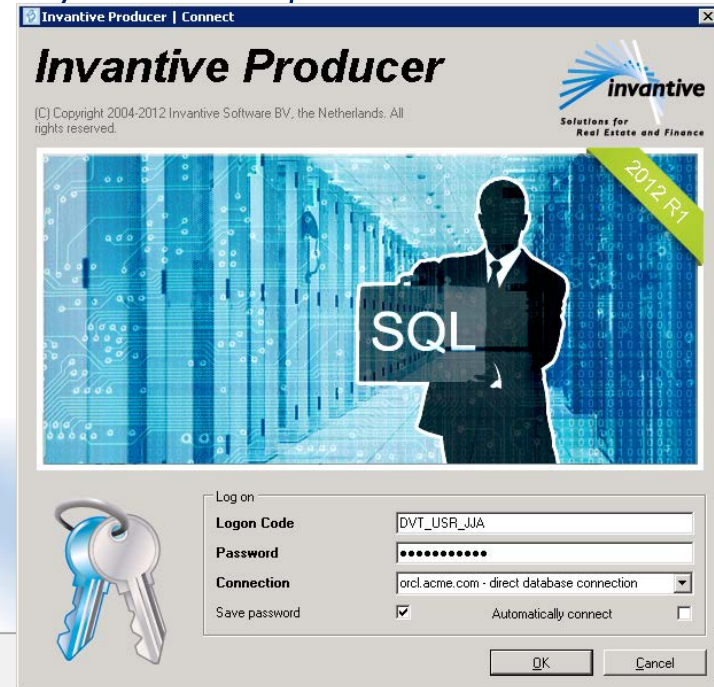 Invantive Producer | Connect
Invantive Producer
invantive
Solutions for
Real Estate and Finance
(C) Copyright 2004-2012 Invantive Software BV, the Netherlands. All
rights reserved.
2012 R1
SQL
Log on
Logon Code DVT_USR_JJA
Password ●●●●●●●●●●●
Connection orcl.acme.com - direct database connection
Save password Automatically connect
OK Cancel